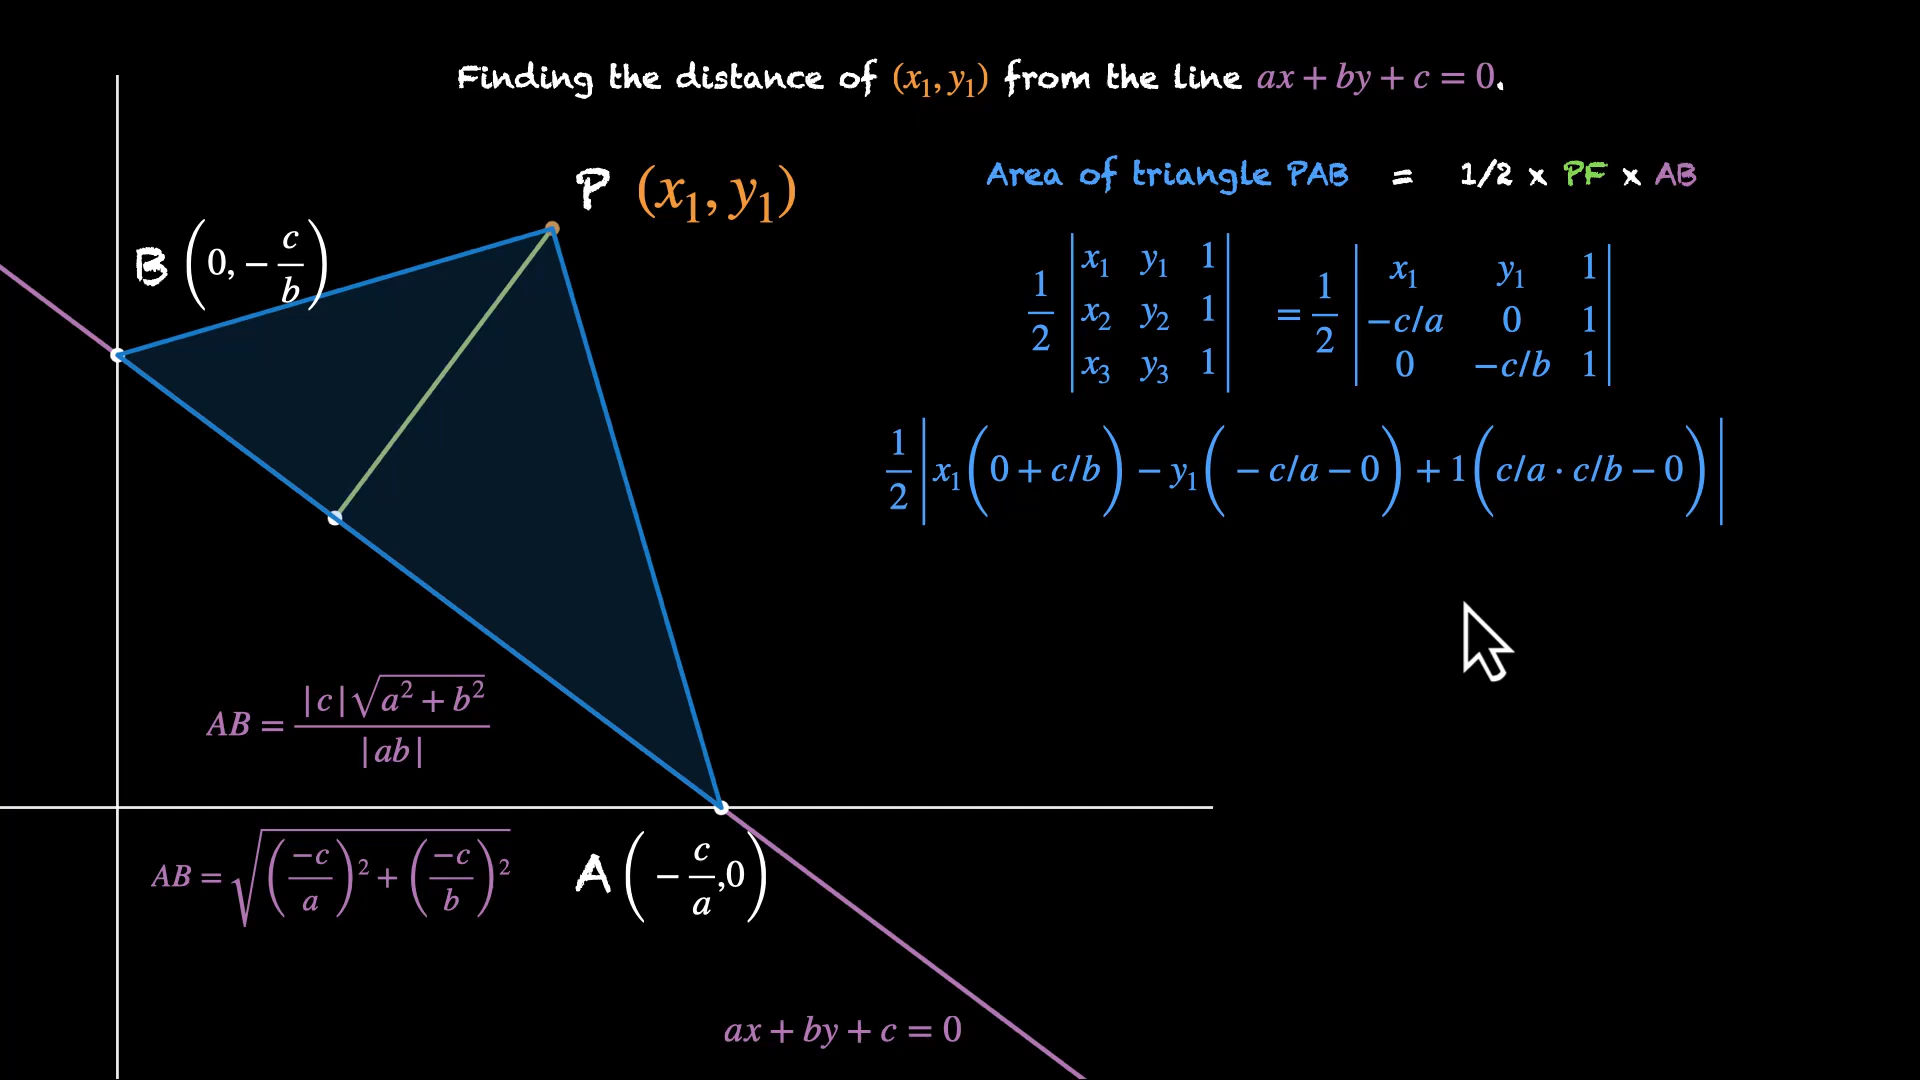 Finding the distance of (x₁, y₁) from the line ax + by + c = 0.
P (x₁, y₁)
Area of triangle PAB = 1/2 x PF x AB
B (0, − c/b)
1/2 | x₁ y₁ 1 | = 1/2 | x₁ y₁ 1 |
| x₂ y₂ 1 | | −c/a 0 1 |
| x₃ y₃ 1 | | 0 −c/b 1 |
1/2 | x₁(0 + c/b) − y₁(− c/a − 0) + 1(c/a · c/b − 0) |
AB = |c|√(a² + b²) / |ab|
AB = √((−c/a)² + (−c/b)²)
A (− c/a ,0)
ax + by + c = 0